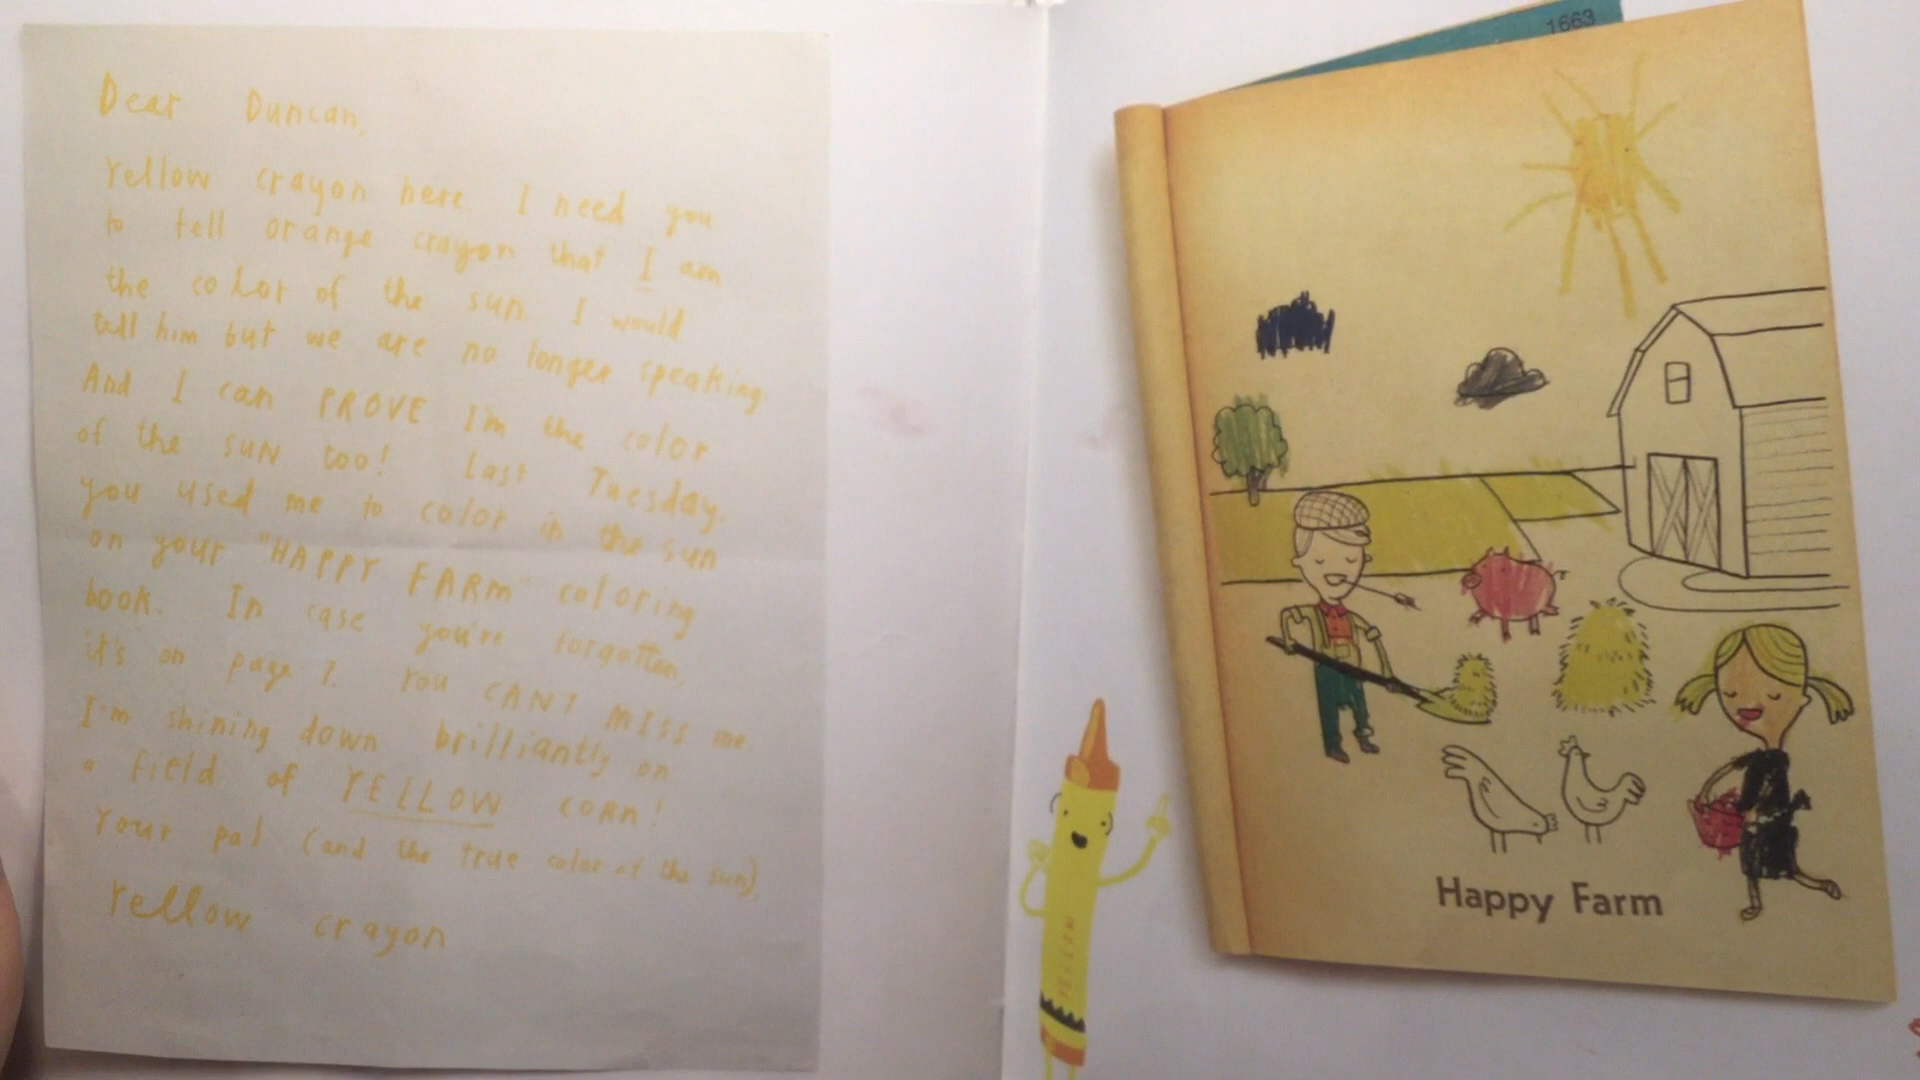 Dear Duncan,
Yellow crayon here. I need you
to tell orange crayon that I am
the color of the sun. I would
tell him but we are no longer speaking.
And I can PROVE I'm the color
of the sun too! Last Tuesday,
you used me to color in the sun
on your "HAPPY FARM" coloring
book. In case you've forgotten,
it's on page 7. You CAN'T MISS me.
I'm shining down brilliantly on
a field of YELLOW corn!
Your pal (and the true color of the sun),
Yellow crayon
1663
YELLOW
Happy Farm